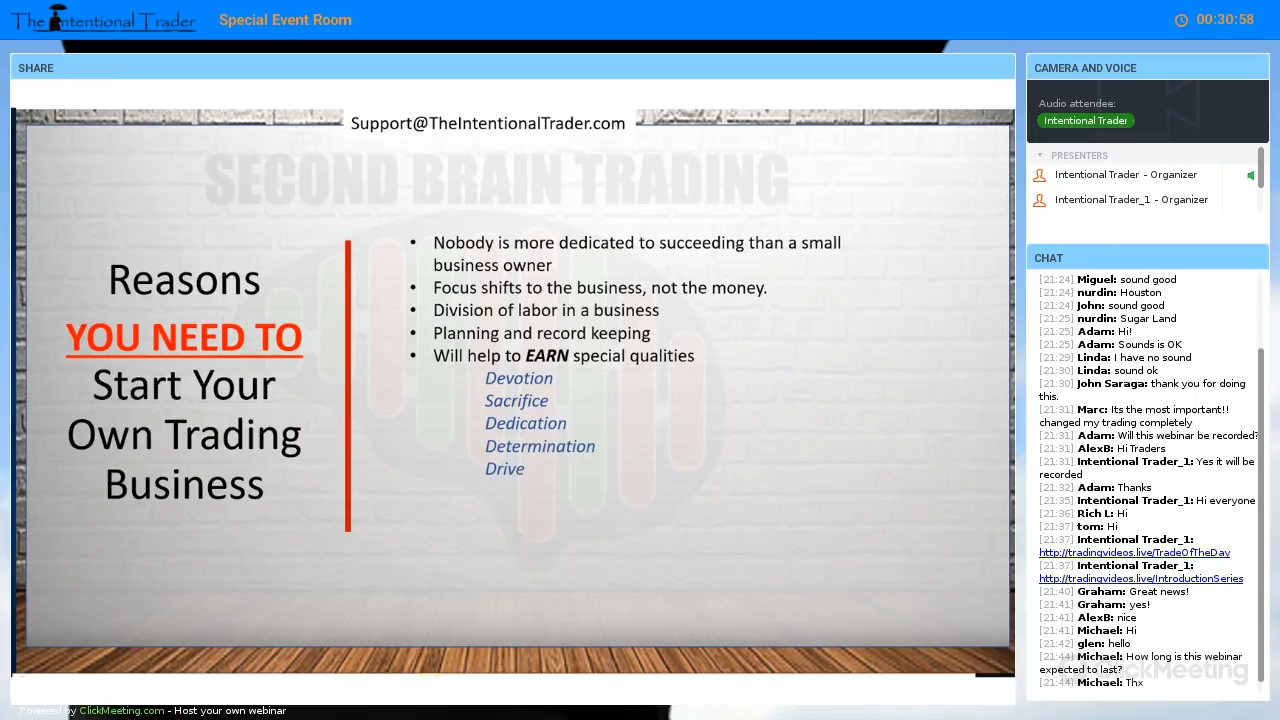 The Intentional Trader
Special Event Room
00:30:58
SHARE
Support@TheIntentionalTrader.com
SECOND BRAIN TRADING
Reasons
YOU NEED TO
Start Your
Own Trading
Business
• Nobody is more dedicated to succeeding than a small
business owner
• Focus shifts to the business, not the money.
• Division of labor in a business
• Planning and record keeping
• Will help to EARN special qualities
Devotion
Sacrifice
Dedication
Determination
Drive
CAMERA AND VOICE
Audio attendee:
Intentional Trader
PRESENTERS
Intentional Trader - Organizer
Intentional Trader_1 - Organizer
CHAT
[21:24] Miguel: sound good
[21:24] nurdin: Houston
[21:24] John: sound good
[21:25] nurdin: Sugar Land
[21:25] Adam: Hi!
[21:25] Adam: Sounds is OK
[21:29] Linda: I have no sound
[21:30] Linda: sound ok
[21:30] John Saraga: thank you for doing
this.
[21:31] Marc: Its the most important!!
changed my trading completely
[21:31] Adam: Will this webinar be recorded?
[21:31] AlexB: Hi Traders
[21:31] Intentional Trader_1: Yes it will be
recorded
[21:32] Adam: Thanks
[21:35] Intentional Trader_1: Hi everyone
[21:36] Rich L: Hi
[21:37] tom: Hi
[21:37] Intentional Trader_1:
http://tradingvideos.live/TradeOfTheDay
[21:37] Intentional Trader_1:
http://tradingvideos.live/IntroductionSeries
[21:40] Graham: Great news!
[21:41] Graham: yes!
[21:41] AlexB: nice
[21:41] Michael: Hi
[21:42] glen: hello
[21:44] Michael: How long is this webinar
expected to last?
[21:44] Michael: Thx
ClickMeeting
Powered by ClickMeeting.com - Host your own webinar